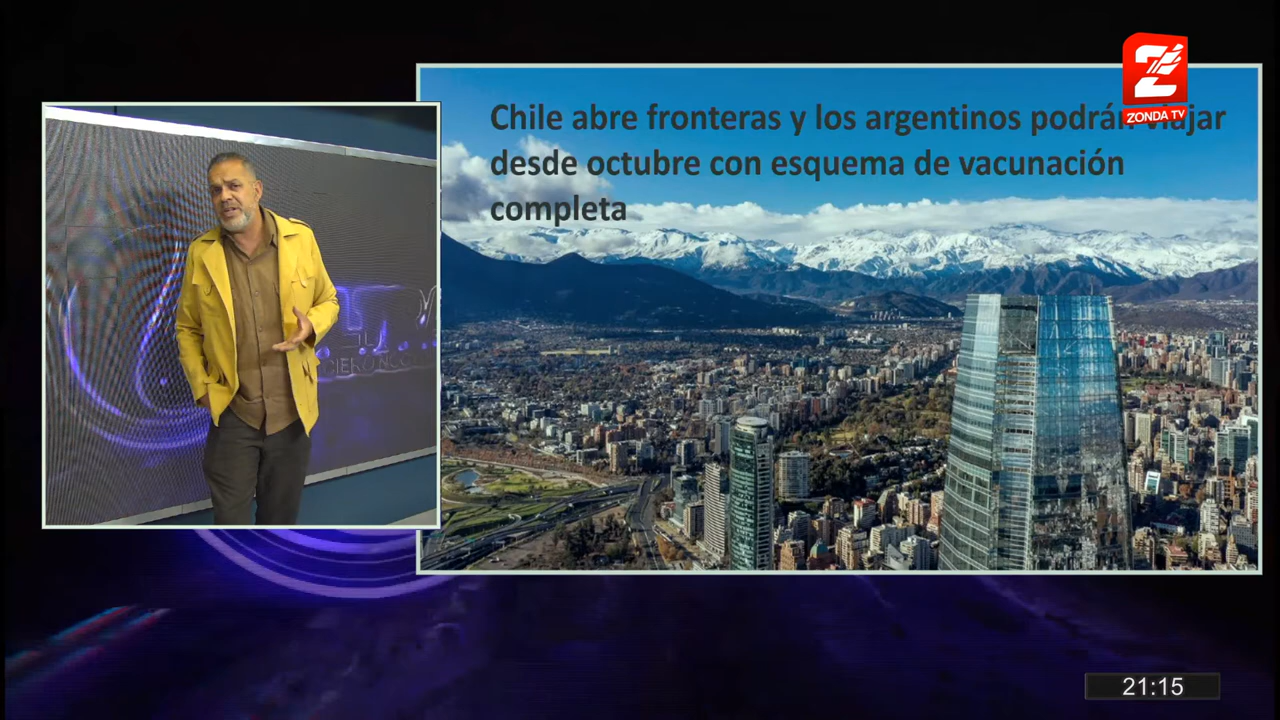 Chile abre fronteras y los argentinos podrán viajar
desde octubre con esquema de vacunación
completa
Z
ZONDA TV
21:15